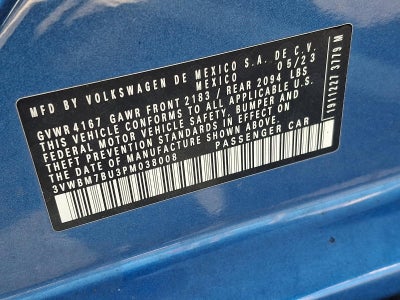 MFD BY VOLKSWAGEN DE MEXICO S.A. DE C.V.
MEXICO 05/23
GVWR 4167 GAWR FRONT 2183 / REAR 2094 LBS
THIS VEHICLE CONFORMS TO ALL APPLICABLE U.S.
FEDERAL MOTOR VEHICLE SAFETY, BUMPER AND
THEFT PREVENTION STANDARDS IN EFFECT ON
THE DATE OF MANUFACTURE SHOWN ABOVE
3VWBM7BU3PM038008 PASSENGER CAR